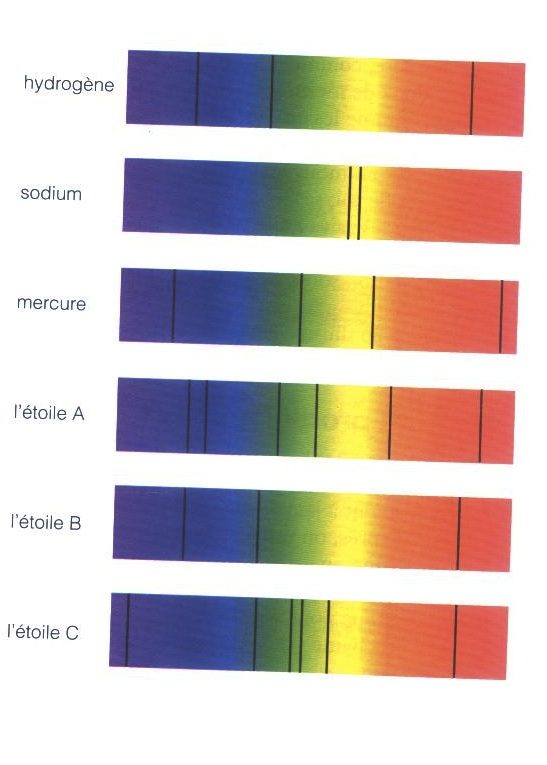 hydrogène
sodium
mercure
l'étoile A
l'étoile B
l'étoile C